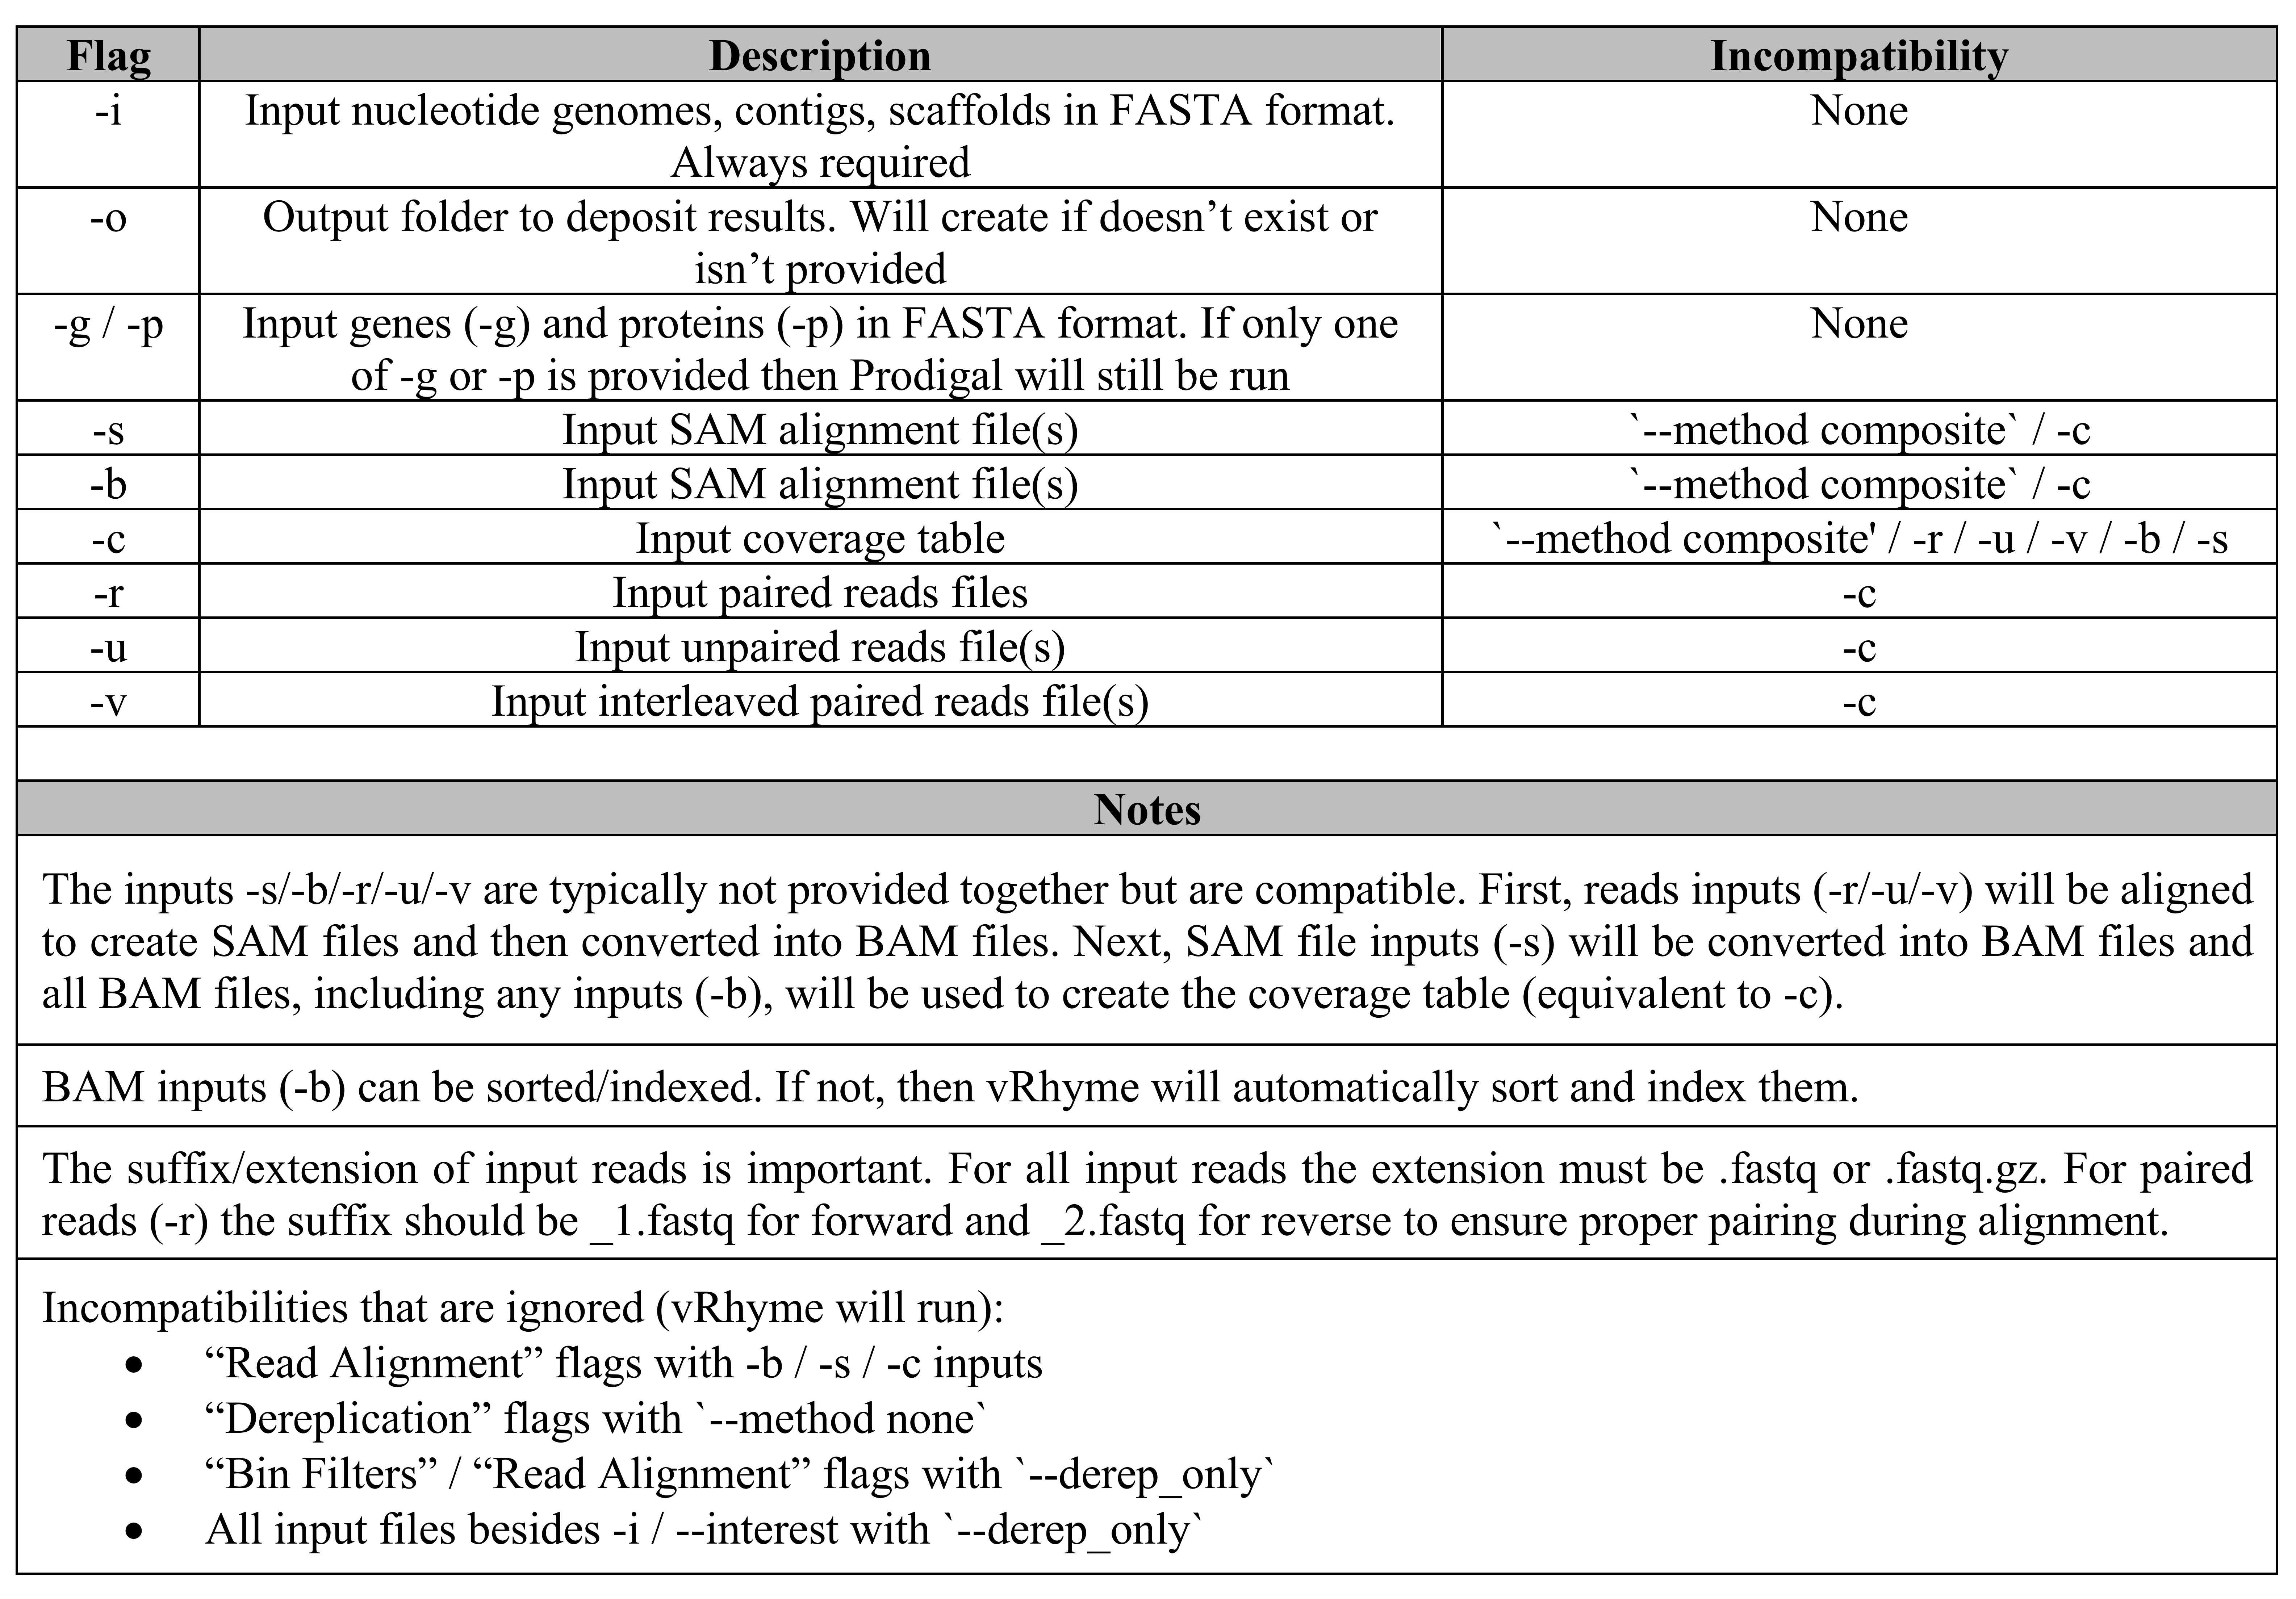 Flag Description Incompatibility
-i Input nucleotide genomes, contigs, scaffolds in FASTA format. None
Always required
-o Output folder to deposit results. Will create if doesn’t exist or None
isn’t provided
-g / -p Input genes (-g) and proteins (-p) in FASTA format. If only one None
of -g or -p is provided then Prodigal will still be run
-s Input SAM alignment file(s) `--method composite` / -c
-b Input SAM alignment file(s) `--method composite` / -c
-c Input coverage table `--method composite' / -r / -u / -v / -b / -s
-r Input paired reads files -c
-u Input unpaired reads file(s) -c
-v Input interleaved paired reads file(s) -c
Notes
The inputs -s/-b/-r/-u/-v are typically not provided together but are compatible. First, reads inputs (-r/-u/-v) will be aligned
to create SAM files and then converted into BAM files. Next, SAM file inputs (-s) will be converted into BAM files and
all BAM files, including any inputs (-b), will be used to create the coverage table (equivalent to -c).
BAM inputs (-b) can be sorted/indexed. If not, then vRhyme will automatically sort and index them.
The suffix/extension of input reads is important. For all input reads the extension must be .fastq or .fastq.gz. For paired
reads (-r) the suffix should be _1.fastq for forward and _2.fastq for reverse to ensure proper pairing during alignment.
Incompatibilities that are ignored (vRhyme will run):
• “Read Alignment” flags with -b / -s / -c inputs
• “Dereplication” flags with `--method none`
• “Bin Filters” / “Read Alignment” flags with `--derep_only`
• All input files besides -i / --interest with `--derep_only`